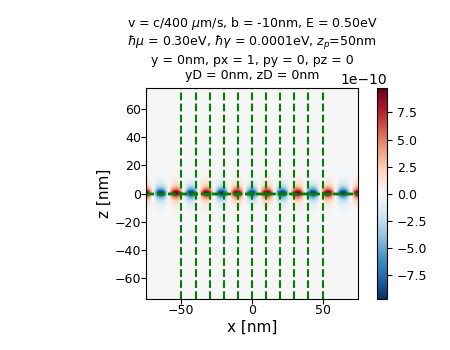 v = c/400 μm/s, b = -10nm, E = 0.50eV
ħμ = 0.30eV, ħγ = 0.0001eV, zₚ=50nm
y = 0nm, px = 1, py = 0, pz = 0
yD = 0nm, zD = 0nm
1e−10
60
40
20
0
−20
−40
−60
z [nm]
−50
0
50
x [nm]
7.5
5.0
2.5
0.0
−2.5
−5.0
−7.5